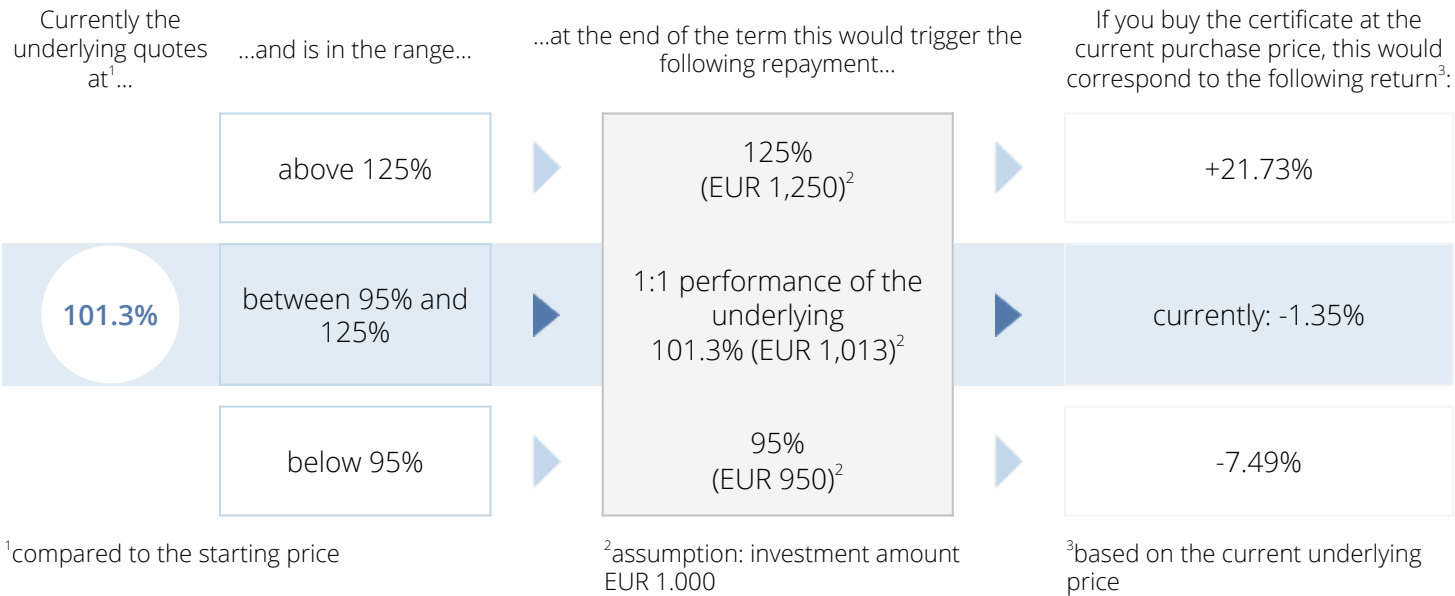 Currently the
underlying quotes
at¹...
...and is in the range...
...at the end of the term this would trigger the
following repayment...
If you buy the certificate at the
current purchase price, this would
correspond to the following return³:
above 125%
125%
(EUR 1,250)²
+21.73%
101.3%
between 95% and
125%
1:1 performance of the
underlying
101.3% (EUR 1,013)²
currently: -1.35%
below 95%
95%
(EUR 950)²
-7.49%
¹compared to the starting price
²assumption: investment amount
EUR 1.000
³based on the current underlying
price